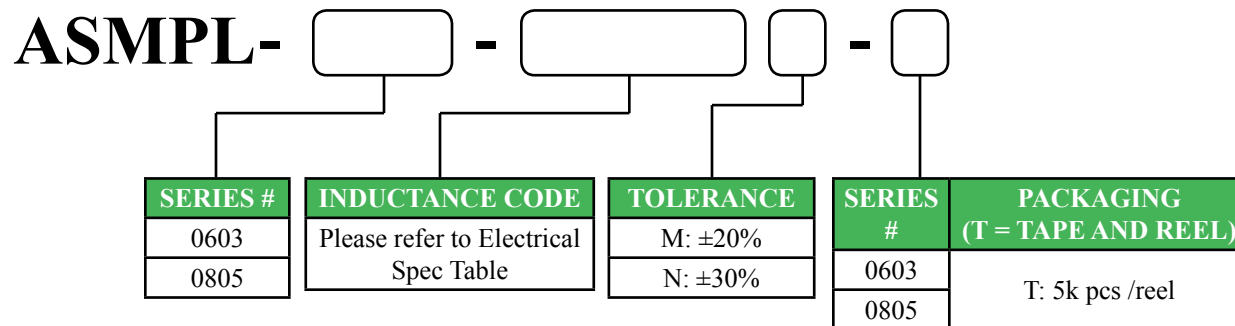 ASMPL- - -
SERIES #
0603
0805
INDUCTANCE CODE
Please refer to Electrical
Spec Table
TOLERANCE
M: ±20%
N: ±30%
SERIES
#
PACKAGING
(T = TAPE AND REEL)
0603
0805
T: 5k pcs /reel